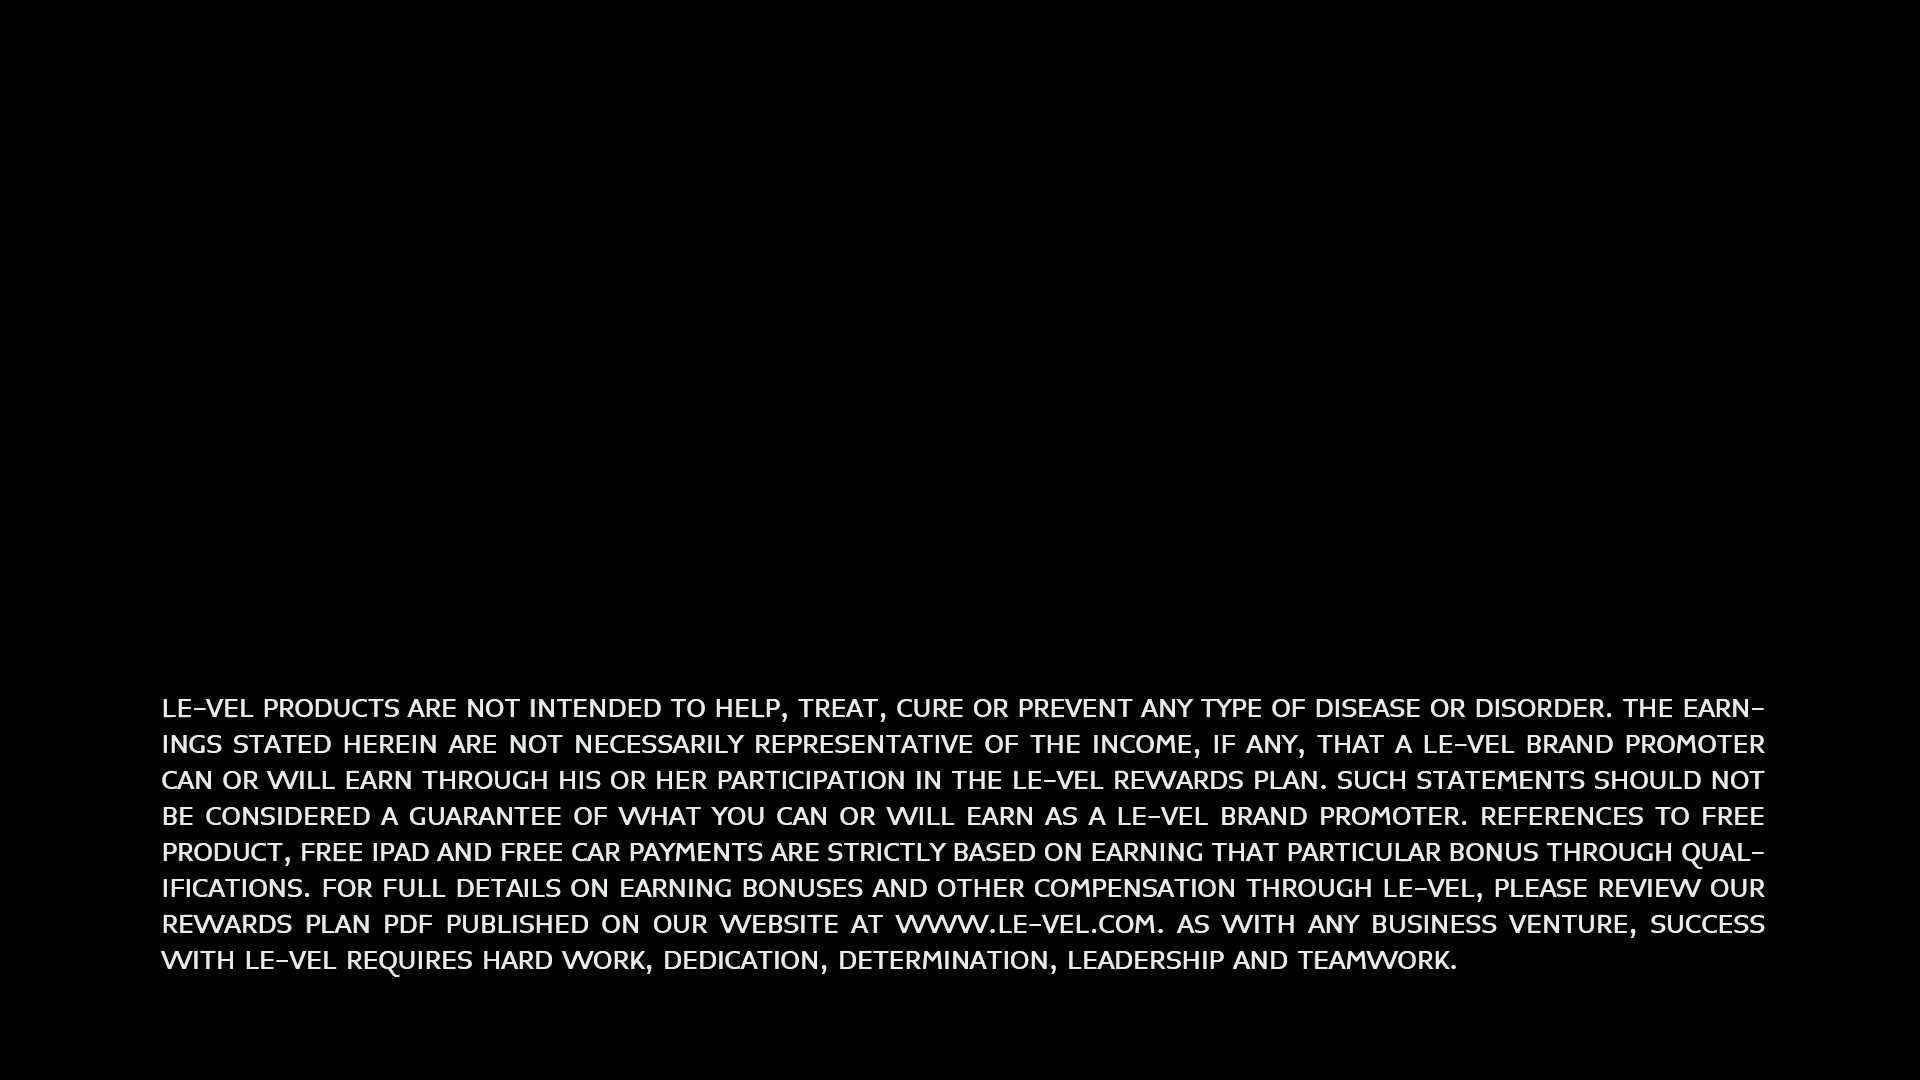 LE-VEL PRODUCTS ARE NOT INTENDED TO HELP, TREAT, CURE OR PREVENT ANY TYPE OF DISEASE OR DISORDER. THE EARN-
INGS STATED HEREIN ARE NOT NECESSARILY REPRESENTATIVE OF THE INCOME, IF ANY, THAT A LE-VEL BRAND PROMOTER
CAN OR WILL EARN THROUGH HIS OR HER PARTICIPATION IN THE LE-VEL REWARDS PLAN. SUCH STATEMENTS SHOULD NOT
BE CONSIDERED A GUARANTEE OF WHAT YOU CAN OR WILL EARN AS A LE-VEL BRAND PROMOTER. REFERENCES TO FREE
PRODUCT, FREE IPAD AND FREE CAR PAYMENTS ARE STRICTLY BASED ON EARNING THAT PARTICULAR BONUS THROUGH QUAL-
IFICATIONS. FOR FULL DETAILS ON EARNING BONUSES AND OTHER COMPENSATION THROUGH LE-VEL, PLEASE REVIEW OUR
REWARDS PLAN PDF PUBLISHED ON OUR WEBSITE AT WWW.LE-VEL.COM. AS WITH ANY BUSINESS VENTURE, SUCCESS
WITH LE-VEL REQUIRES HARD WORK, DEDICATION, DETERMINATION, LEADERSHIP AND TEAMWORK.